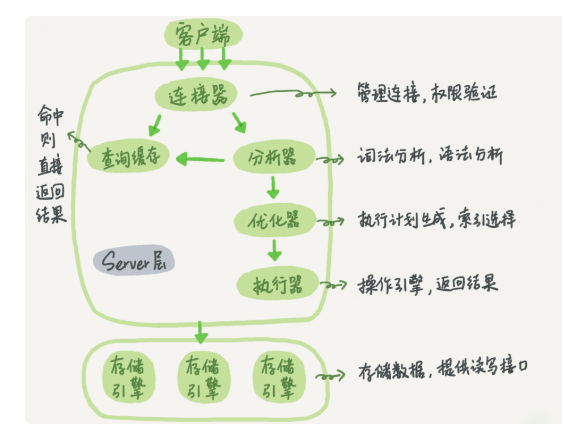 客户端
连接器
管理连接，权限验证
命中
则
直接
返回
结果
查询缓存
分析器
词法分析，语法分析
优化器
执行计划生成，索引选择
Server层
执行器
操作引擎，返回结果
存储
引擎
存储
引擎
存储
引擎
存储数据，提供读写接口